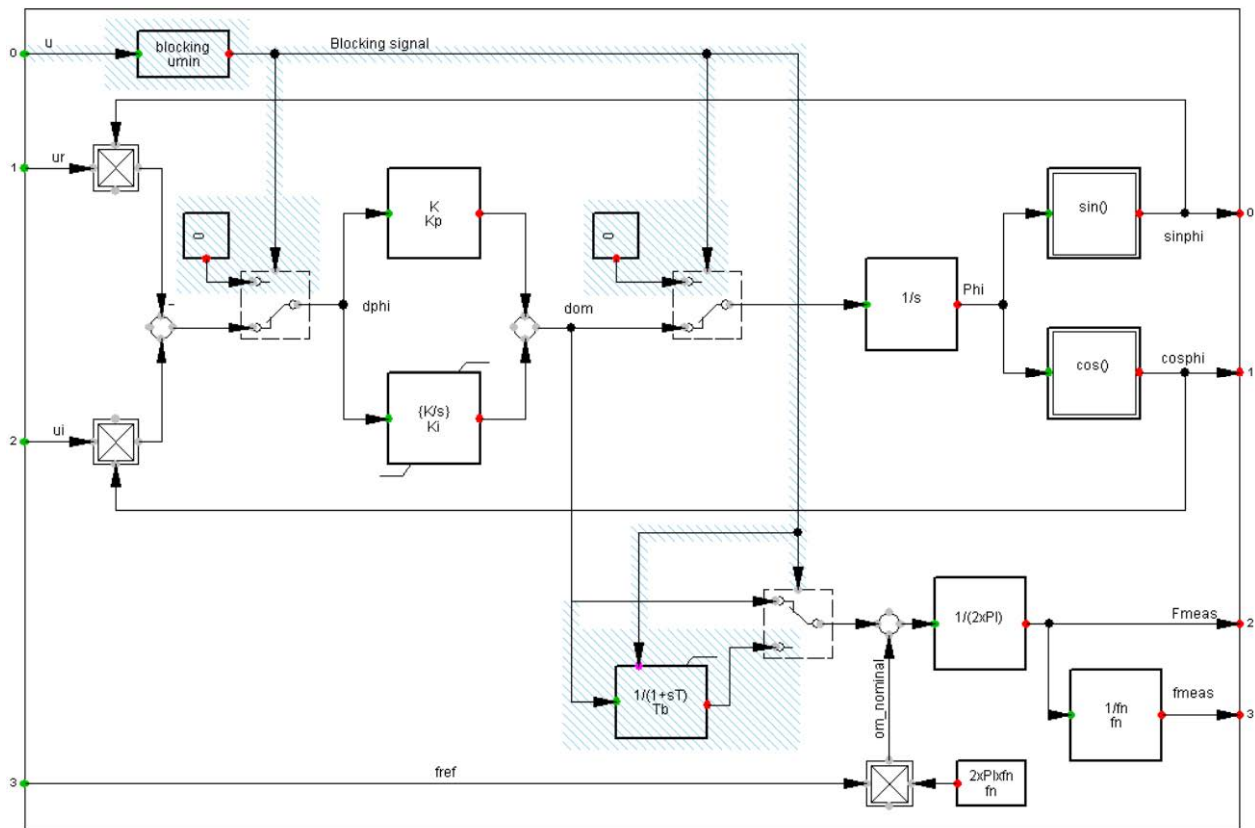 u
Blocking signal
0
blocking
umin
1
ur
0
K
Kp
0
sin()
0
sinphi
-
dphi
dom
1/s
Phi
cos()
cosphi
1
{K/s}
Ki
2
ui
1/(2xPI)
Fmeas
2
1/(1+sT)
Tb
om_nominal
1/fn
fn
fmeas
3
3
fref
2xPIxfn
fn